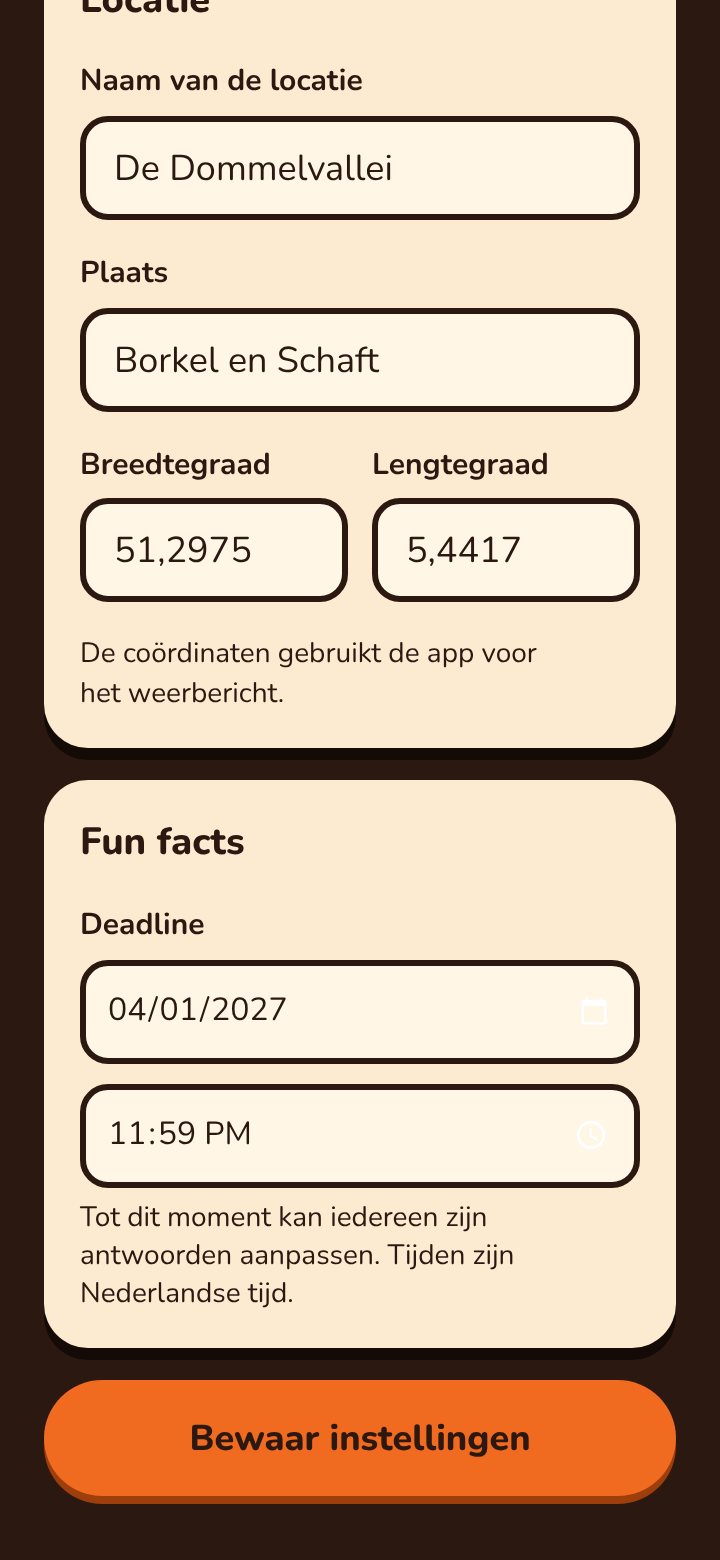 Locatie
Naam van de locatie
De Dommelvallei
Plaats
Borkel en Schaft
Breedtegraad
Lengtegraad
51,2975
5,4417
De coördinaten gebruikt de app voor
het weerbericht.
Fun facts
Deadline
04/01/2027
11:59 PM
Tot dit moment kan iedereen zijn
antwoorden aanpassen. Tijden zijn
Nederlandse tijd.
Bewaar instellingen